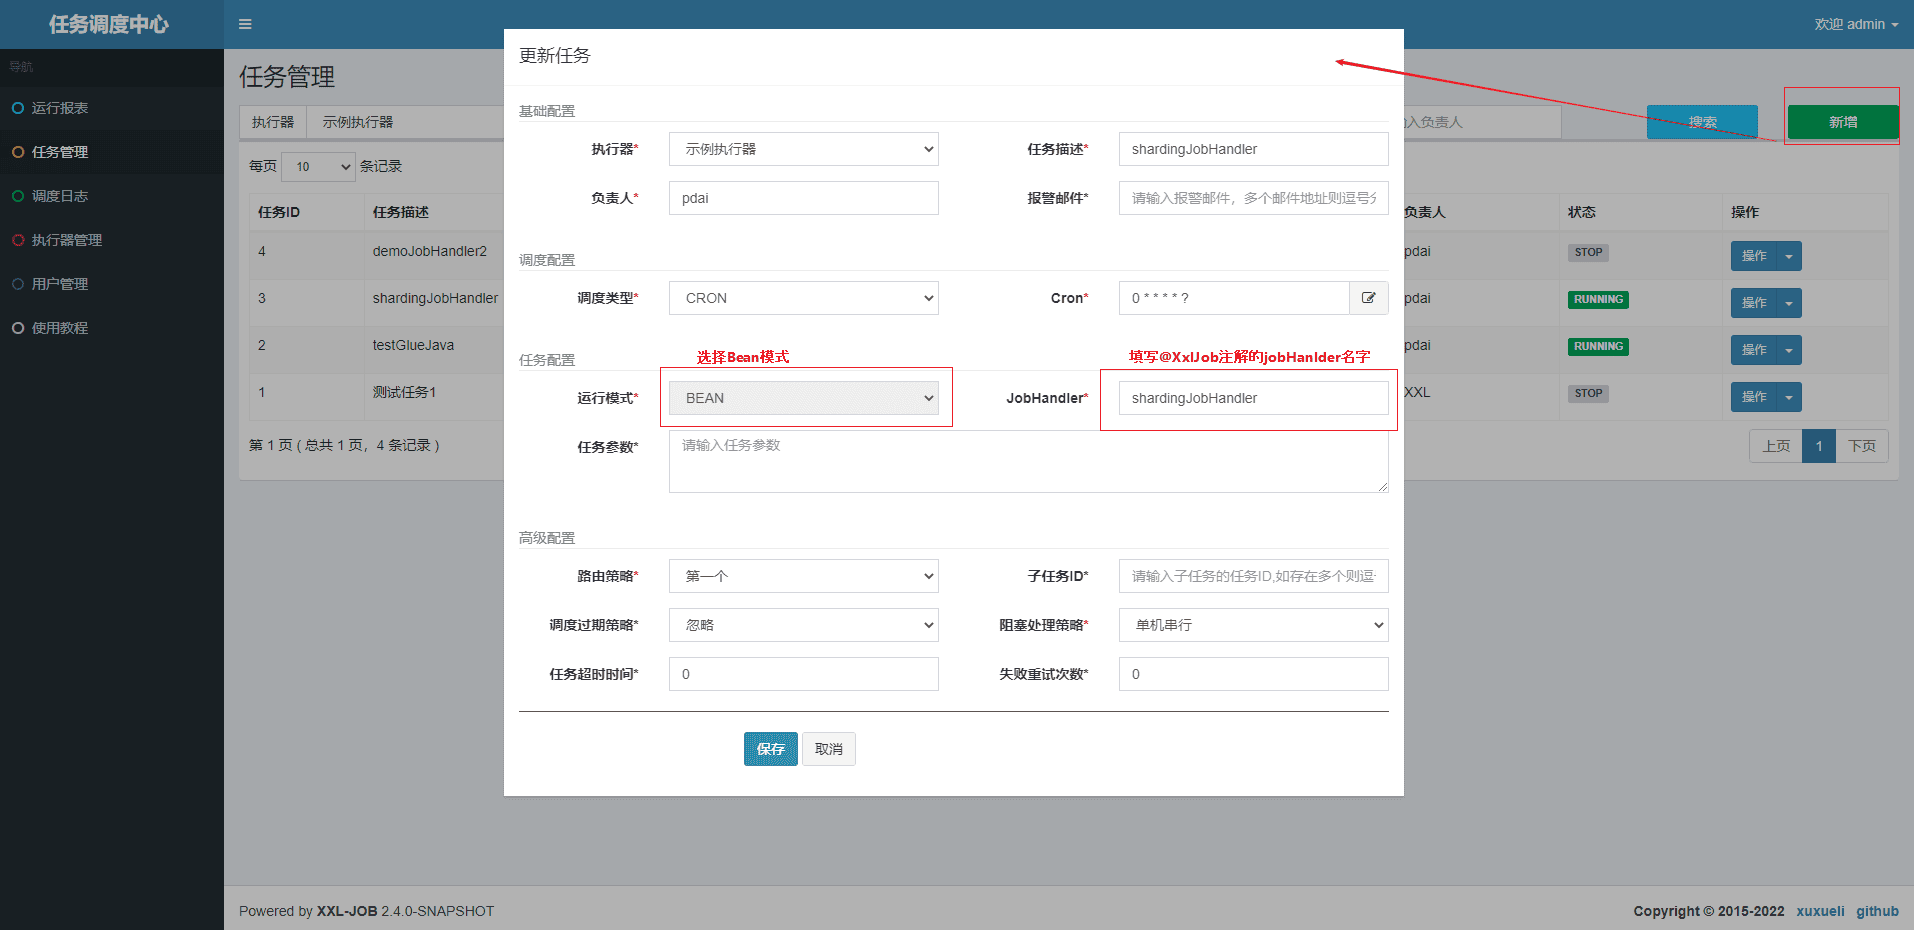 任务调度中心
欢迎 admin
导航
运行报表
任务管理
调度日志
执行器管理
用户管理
使用教程
任务管理
执行器 示例执行器
入负责人
搜索
新增
每页 10 条记录
任务ID 任务描述 负责人 状态 操作
4 demoJobHandler2 pdai STOP 操作
3 shardingJobHandler pdai RUNNING 操作
2 testGlueJava pdai RUNNING 操作
1 测试任务1 XXL STOP 操作
第 1 页 ( 总共 1 页，4 条记录 )
上页 1 下页
更新任务
基础配置
执行器* 示例执行器 任务描述* shardingJobHandler
负责人* pdai 报警邮件* 请输入报警邮件，多个邮件地址则逗号分
调度配置
调度类型* CRON Cron* 0 * * * * ?
任务配置 选择Bean模式 填写@XxlJob注解的jobHanlder名字
运行模式* BEAN JobHandler* shardingJobHandler
任务参数* 请输入任务参数
高级配置
路由策略* 第一个 子任务ID* 请输入子任务的任务ID,如存在多个则逗
调度过期策略* 忽略 阻塞处理策略* 单机串行
任务超时时间* 0 失败重试次数* 0
保存 取消
Powered by XXL-JOB 2.4.0-SNAPSHOT
Copyright © 2015-2022 xuxueli github